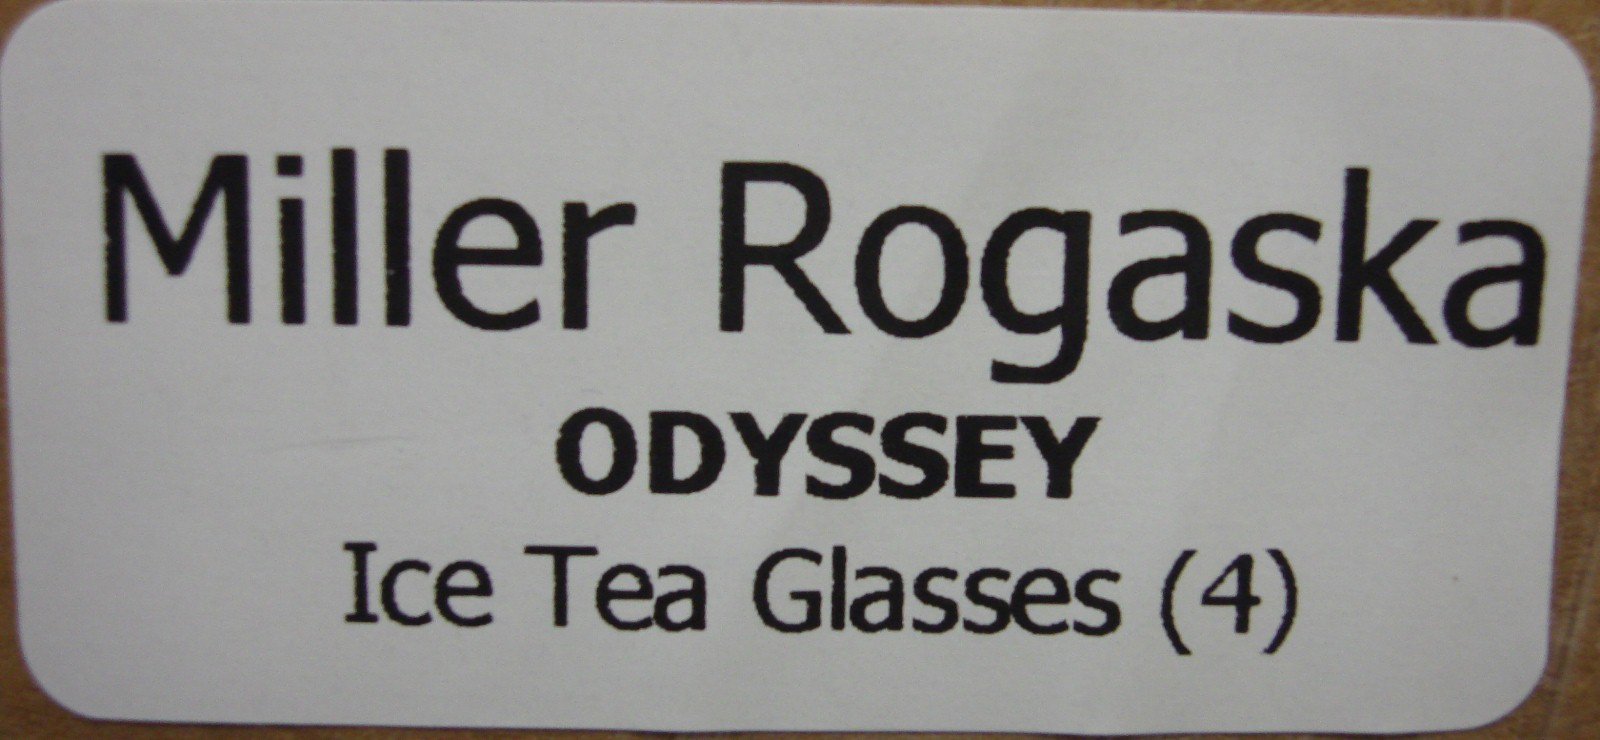 Miller Rogaska
ODYSSEY
Ice Tea Glasses (4)